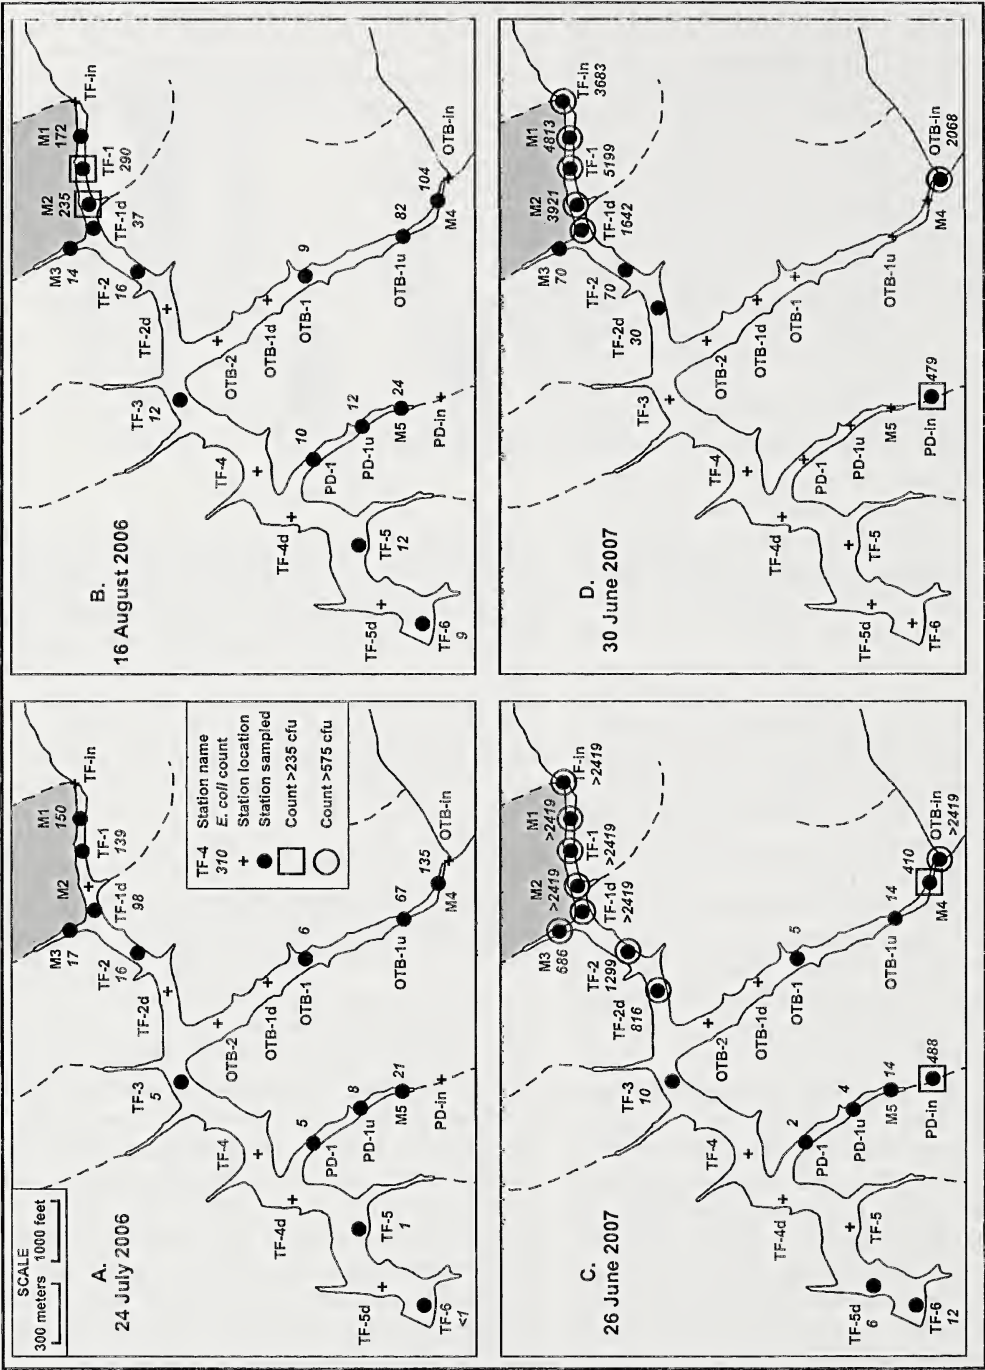 SCALE
300 meters 1000 feet
A.
24 July 2006
TF-4 Station name
310 E. coli count
+ Station location
Station sampled
Count >235 cfu
Count >575 cfu
TF-in
M1
150
TF-1
139
M2
TF-1d
98
M3
17
TF-2
16
TF-2d
TF-3
5
OTB-2
OTB-1d
OTB-1
6
OTB-1u
67
M4
135
OTB-in
TF-4
TF-4d
PD-1
5
PD-1u
8
M5
21
PD-in
TF-5
1
TF-5d
TF-6
<1
B.
16 August 2006
TF-in
M1
172
TF-1
290
M2
235
TF-1d
37
M3
14
TF-2
16
TF-2d
TF-3
12
OTB-2
OTB-1d
OTB-1
9
OTB-1u
82
M4
104
OTB-in
TF-4
TF-4d
PD-1
10
PD-1u
12
M5
24
PD-in
TF-5
12
TF-5d
TF-6
9
C.
26 June 2007
TF-in
>2419
M1
>2419
TF-1
>2419
M2
>2419
TF-1d
>2419
M3
686
TF-2
1299
TF-2d
816
TF-3
10
OTB-2
OTB-1d
OTB-1
5
OTB-1u
14
M4
410
OTB-in
>2419
TF-4
TF-4d
PD-1
2
PD-1u
4
M5
14
PD-in
488
TF-5
TF-5d
6
TF-6
12
D.
30 June 2007
TF-in
3683
M1
4813
TF-1
5199
M2
3921
TF-1d
1642
M3
70
TF-2
70
TF-2d
30
TF-3
OTB-2
OTB-1d
OTB-1
OTB-1u
M4
OTB-in
2068
TF-4
TF-4d
PD-1
PD-1u
M5
PD-in
479
TF-5
TF-5d
TF-6